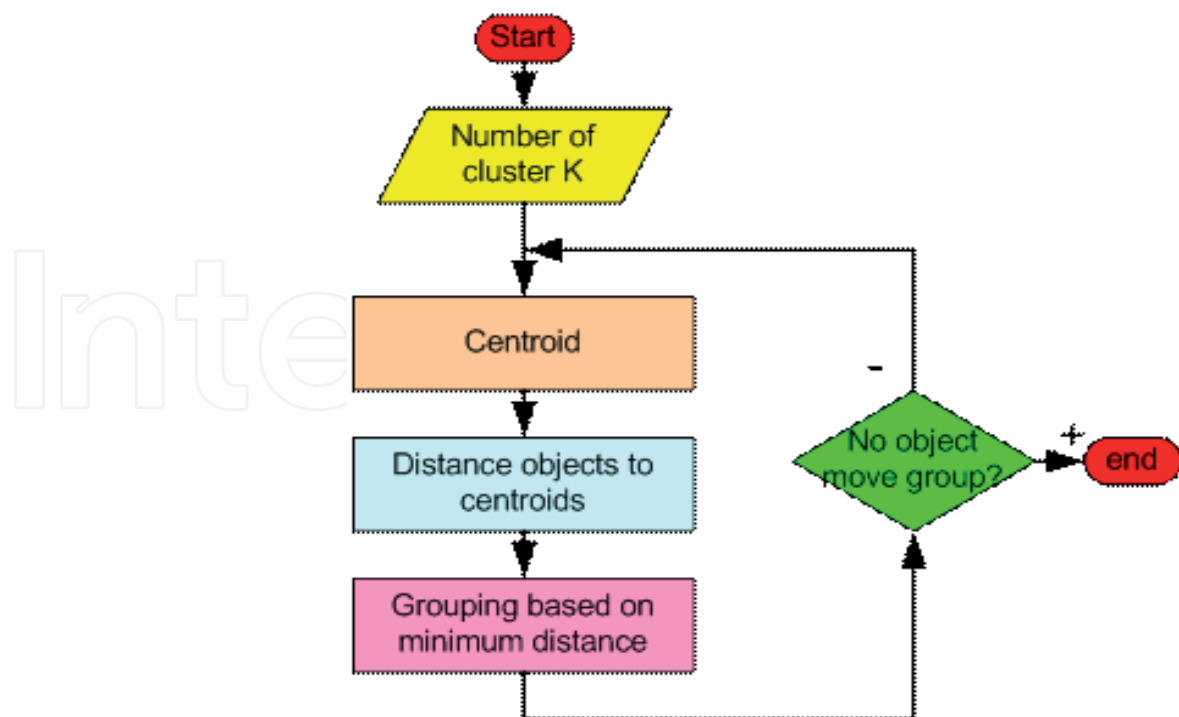 Start
Number of
cluster K
Inte
Centroid
Distance objects to
centroids
Grouping based on
minimum distance
-
No object
move group?
+
end